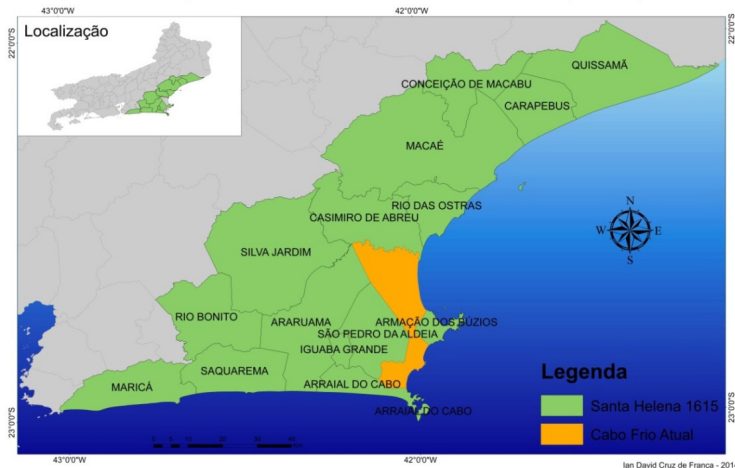 43°0'0"W
42°0'0"W
22°0'0"S
22°0'0"S
Localização
QUISSAMÃ
CONCEIÇÃO DE MACABU
CARAPEBUS
MACAÉ
RIO DAS OSTRAS
CASIMIRO DE ABREU
N
W
E
S
SILVA JARDIM
RIO BONITO
ARARUAMA
ARMAÇÃO DOS BÚZIOS
SÃO PEDRO DA ALDEIA
IGUABA GRANDE
SAQUAREMA
MARICÁ
ARRAIAL DO CABO
ARRAIAL DO CABO
Legenda
Santa Helena 1615
Cabo Frio Atual
23°0'0"S
23°0'0"S
43°0'0"W
42°0'0"W
Ian David Cruz de França - 201